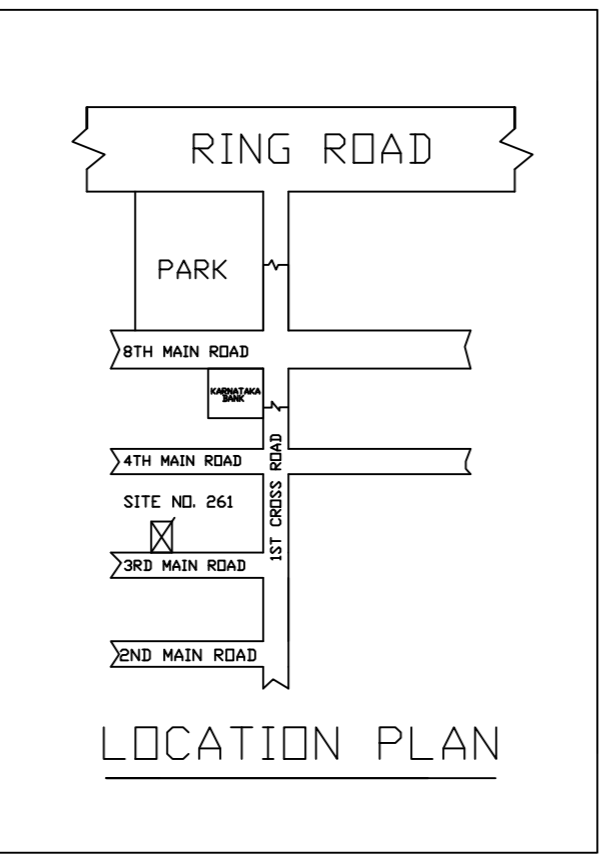 RING ROAD
PARK
8TH MAIN ROAD
KARNATAKA
BANK
4TH MAIN ROAD
1ST CROSS ROAD
SITE NO. 261
3RD MAIN ROAD
2ND MAIN ROAD
LOCATION PLAN